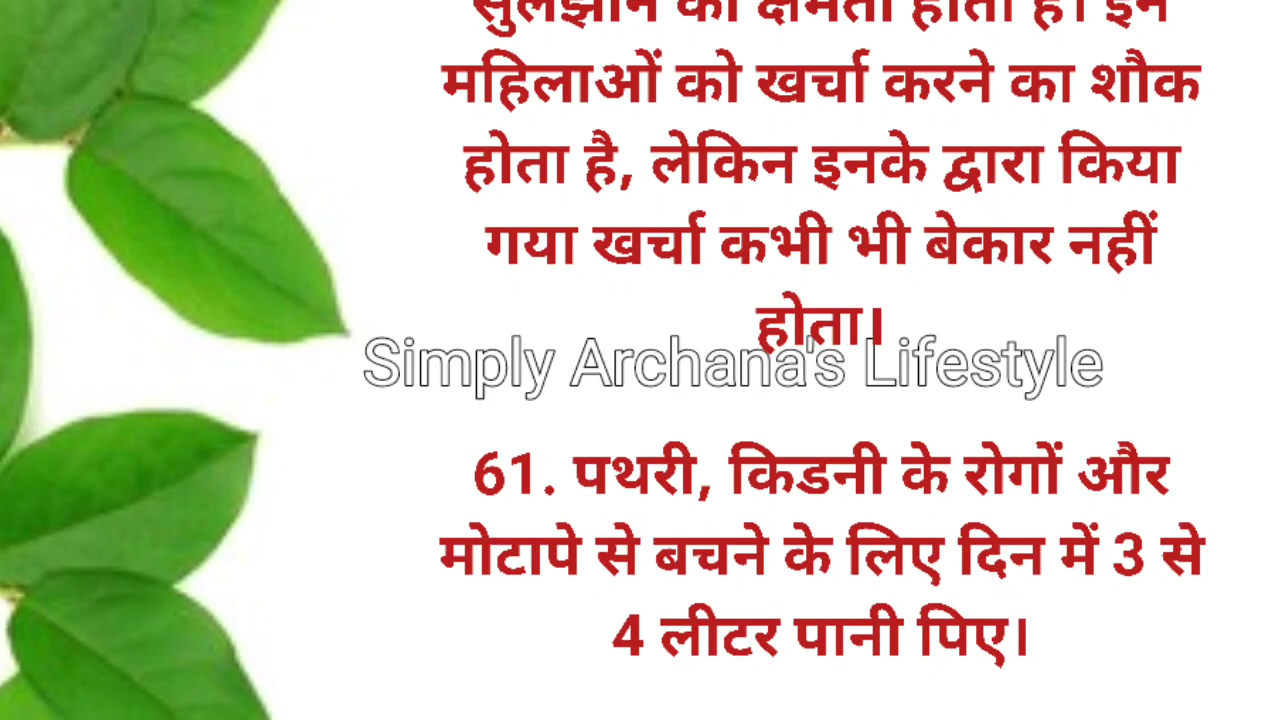 सुलझाने की क्षमता होती है। इन
महिलाओं को खर्चा करने का शौक
होता है, लेकिन इनके द्वारा किया
गया खर्चा कभी भी बेकार नहीं
होता।
Simply Archana's Lifestyle
61. पथरी, किडनी के रोगों और
मोटापे से बचने के लिए दिन में 3 से
4 लीटर पानी पिए।